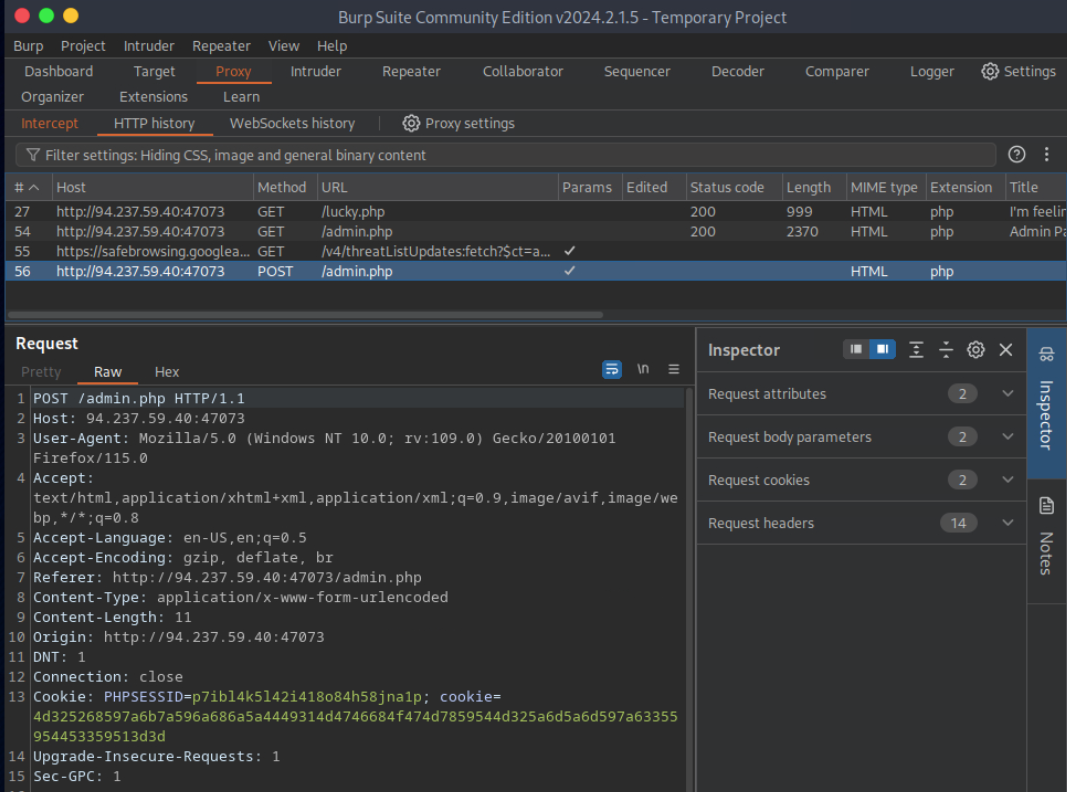 Burp Suite Community Edition v2024.2.1.5 - Temporary Project
Burp Project Intruder Repeater View Help
Dashboard Target Proxy Intruder Repeater Collaborator Sequencer Decoder Comparer Logger Settings
Organizer Extensions Learn
Intercept HTTP history WebSockets history Proxy settings
Filter settings: Hiding CSS, image and general binary content
# Host Method URL Params Edited Status code Length MIME type Extension Title
27 http://94.237.59.40:47073 GET /lucky.php 200 999 HTML php I'm feelin
54 http://94.237.59.40:47073 GET /admin.php 200 2370 HTML php Admin Pa
55 https://safebrowsing.googlea... GET /v4/threatListUpdates:fetch?$ct=a... ✓
56 http://94.237.59.40:47073 POST /admin.php ✓ HTML php
Request
Pretty Raw Hex \n
1 POST /admin.php HTTP/1.1
2 Host: 94.237.59.40:47073
3 User-Agent: Mozilla/5.0 (Windows NT 10.0; rv:109.0) Gecko/20100101
Firefox/115.0
4 Accept:
text/html,application/xhtml+xml,application/xml;q=0.9,image/avif,image/we
bp,*/*;q=0.8
5 Accept-Language: en-US,en;q=0.5
6 Accept-Encoding: gzip, deflate, br
7 Referer: http://94.237.59.40:47073/admin.php
8 Content-Type: application/x-www-form-urlencoded
9 Content-Length: 11
10 Origin: http://94.237.59.40:47073
11 DNT: 1
12 Connection: close
13 Cookie: PHPSESSID=p7ibl4k5l42i418o84h58jna1p; cookie=
4d325268597a6b7a596a686a5a4449314d4746684f474d7859544d325a6d5a6d597a63355
954453359513d3d
14 Upgrade-Insecure-Requests: 1
15 Sec-GPC: 1
Inspector
Request attributes 2
Request body parameters 2
Request cookies 2
Request headers 14
Inspector
Notes